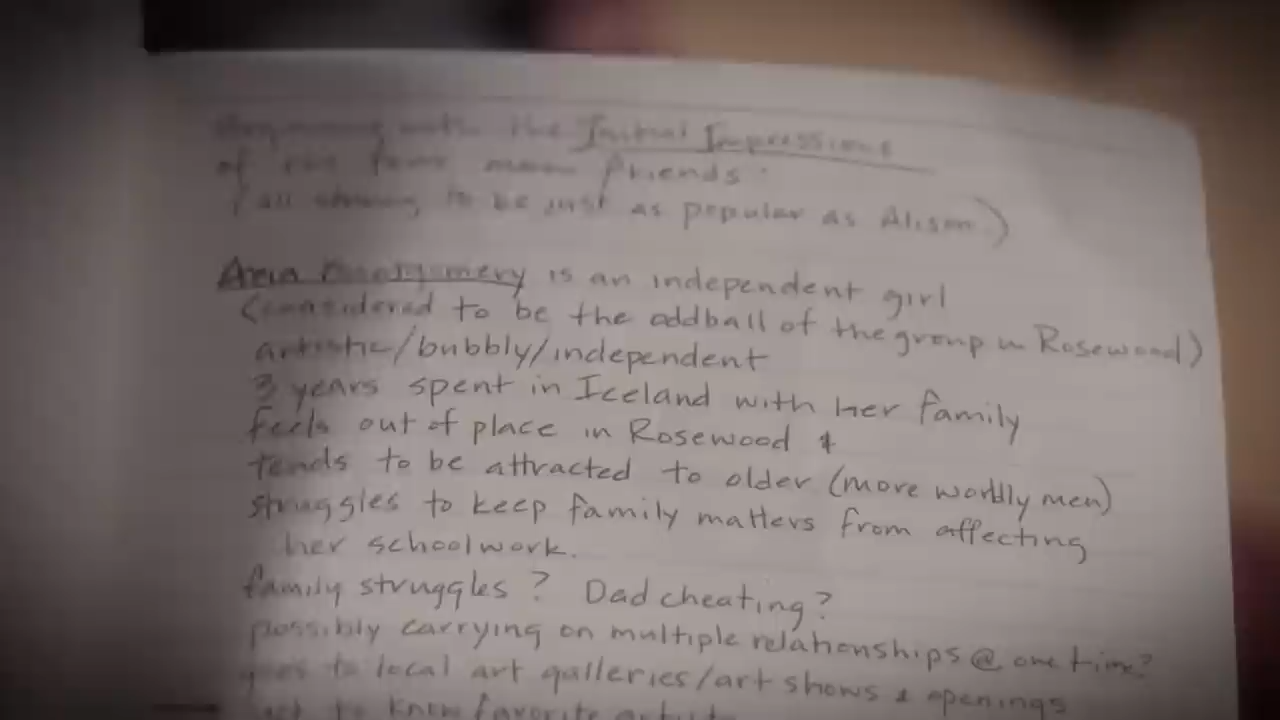 Beginning with the Initial Impressions
of the four main friends:
(all striving to be just as popular as Alison.)
Aria Montgomery is an independent girl
(considered to be the oddball of the group in Rosewood)
artistic/bubbly/independent
3 years spent in Iceland with her family
feels out of place in Rosewood &
tends to be attracted to older (more worldly men)
struggles to keep family matters from affecting
her schoolwork.
family struggles? Dad cheating?
possibly carrying on multiple relationships @ one time?
goes to local art galleries/art shows & openings
to know favorite